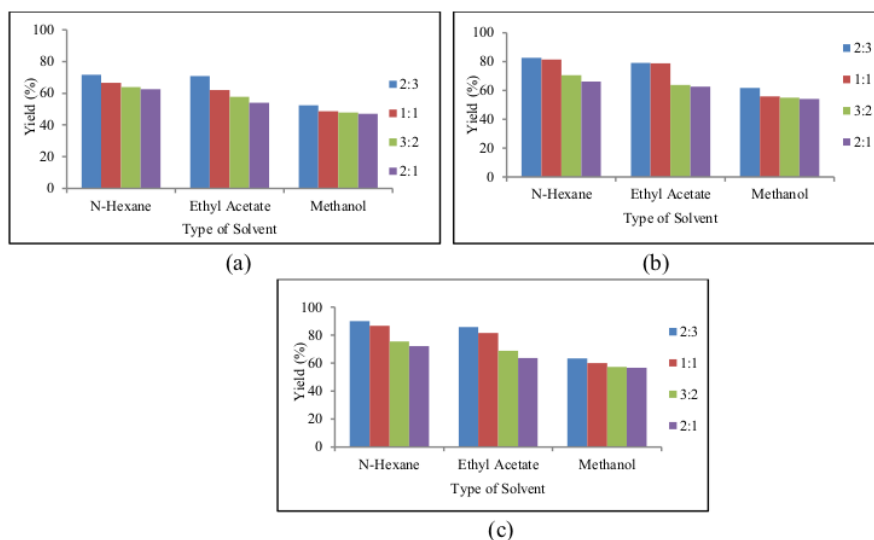 100
80
60
40
20
0
Yield (%)
N-Hexane Ethyl Acetate Methanol
Type of Solvent
2:3
1:1
3:2
2:1
(a)
100
80
60
40
20
0
Yield (%)
N-Hexane Ethyl Acetate Methanol
Type of Solvent
2:3
1:1
3:2
2:1
(b)
100
80
60
40
20
0
Yield (%)
N-Hexane Ethyl Acetate Methanol
Type of Solvent
2:3
1:1
3:2
2:1
(c)